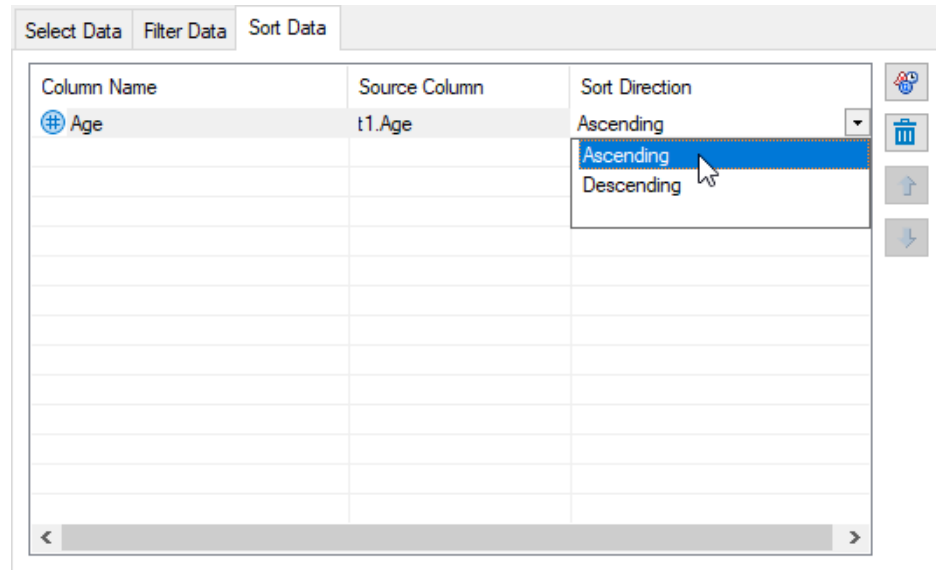 Select Data Filter Data Sort Data
Column Name Source Column Sort Direction
Age t1.Age Ascending
Ascending
Descending